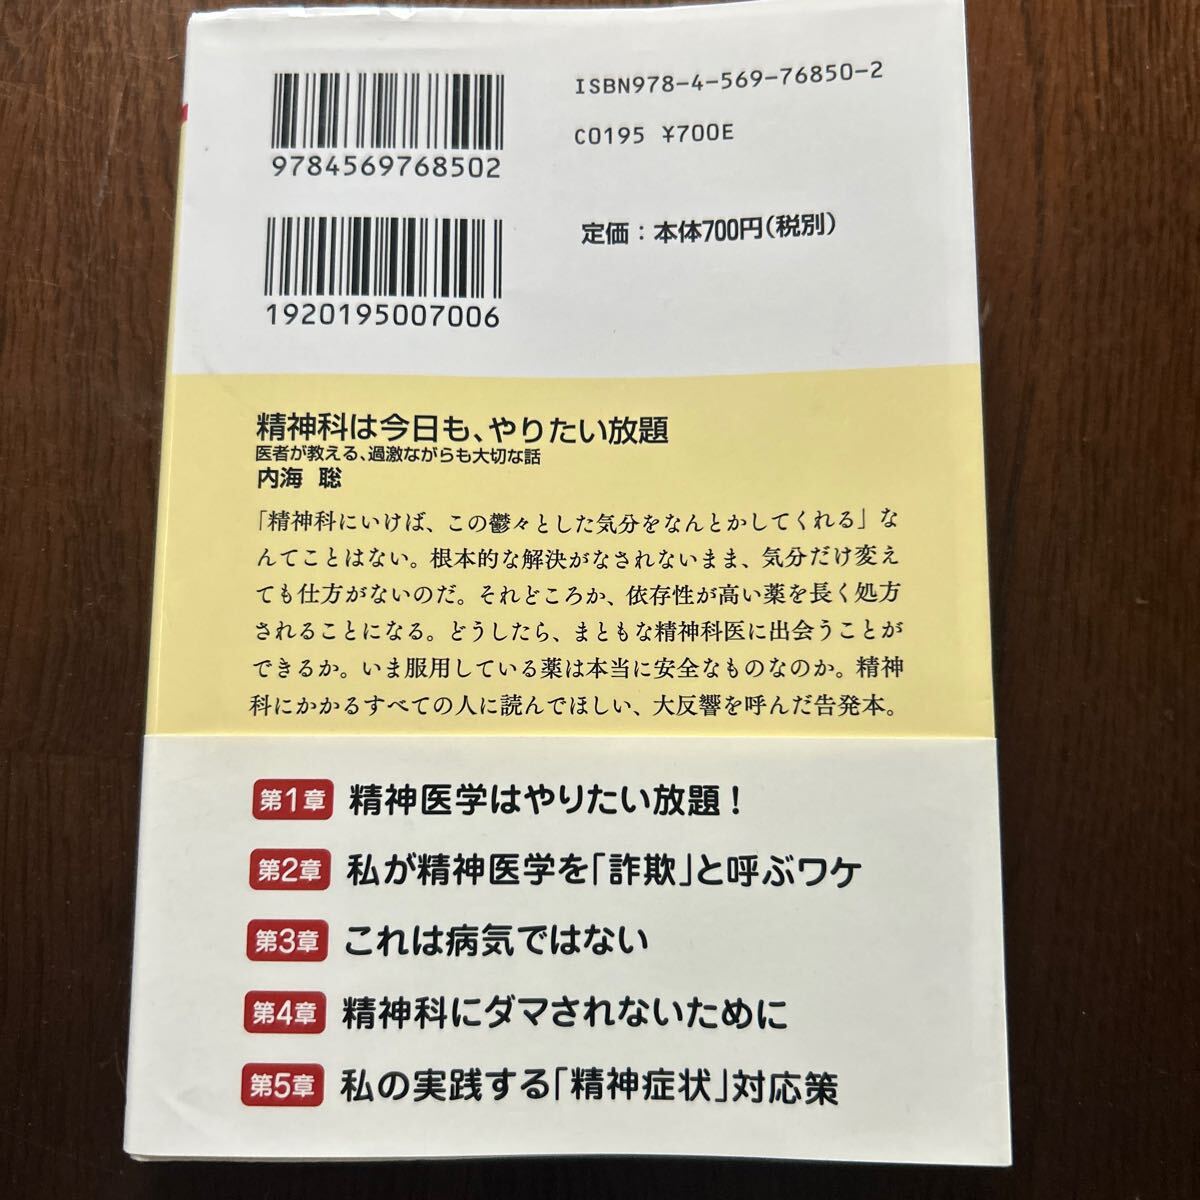 ISBN978-4-569-76850-2
C0195 ¥700E
9784569768502
定価：本体700円(税別)
1920195007006
精神科は今日も、やりたい放題
医者が教える、過激ながらも大切な話
内海 聡
「精神科にいけば、この鬱々とした気分をなんとかしてくれる」な
んてことはない。根本的な解決がなされないまま、気分だけ変え
ても仕方がないのだ。それどころか、依存性が高い薬を長く処方
されることになる。どうしたら、まともな精神科医に出会うことが
できるか。いま服用している薬は本当に安全なものなのか。精神
科にかかるすべての人に読んでほしい、大反響を呼んだ告発本。
第1章 精神医学はやりたい放題！
第2章 私が精神医学を「詐欺」と呼ぶワケ
第3章 これは病気ではない
第4章 精神科にダマされないために
第5章 私の実践する「精神症状」対応策